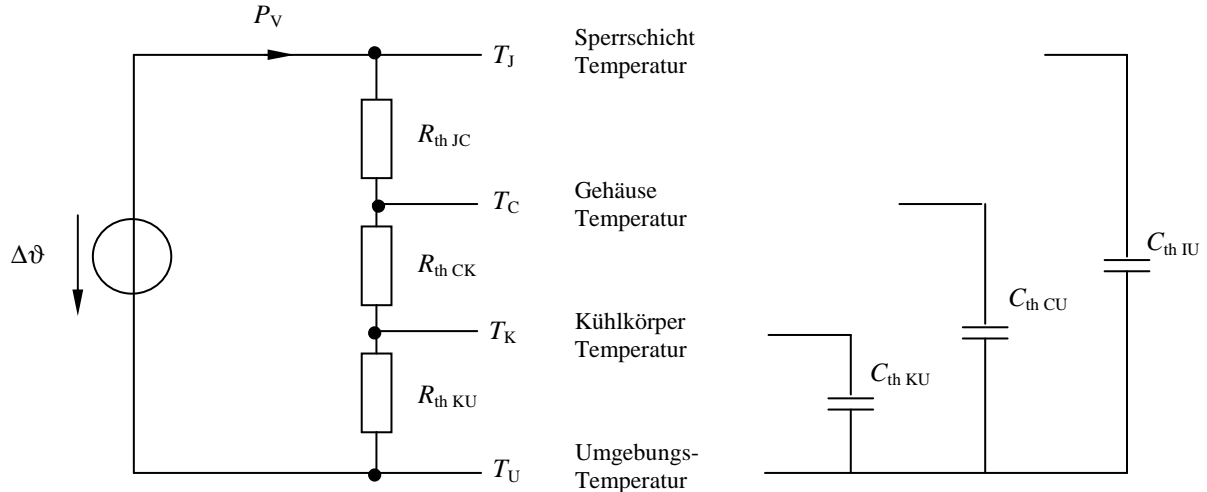 P_V
T_J
Sperrschicht
Temperatur
R_th JC
T_C
Gehäuse
Temperatur
Δϑ
R_th CK
C_th IU
C_th CU
T_K
Kühlkörper
Temperatur
R_th KU
C_th KU
T_U
Umgebungs-
Temperatur